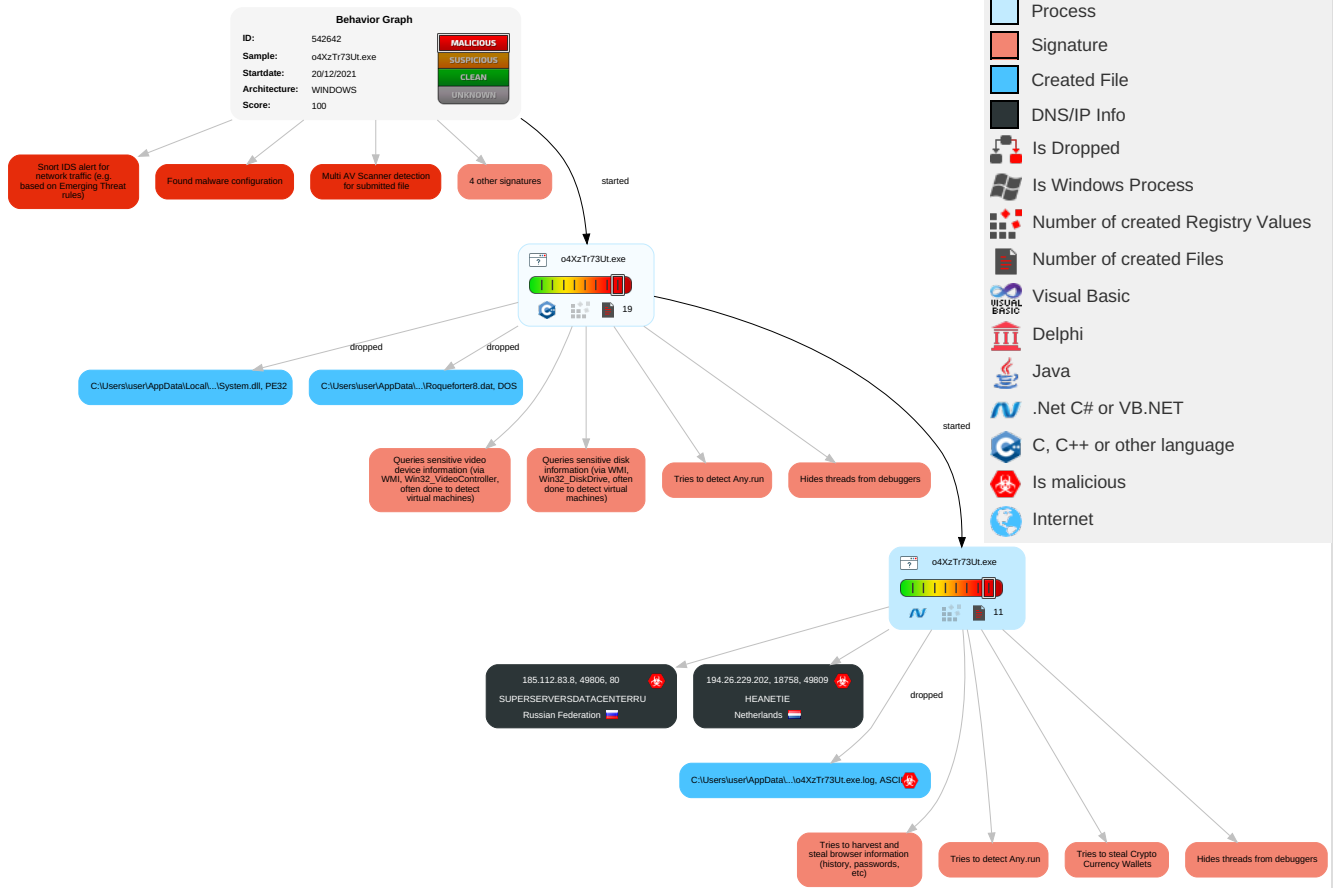 Behavior Graph
ID: 542642
Sample: o4XzTr73Ut.exe
Startdate: 20/12/2021
Architecture: WINDOWS
Score: 100
MALICIOUS
SUSPICIOUS
CLEAN
UNKNOWN
Process
Signature
Created File
DNS/IP Info
Is Dropped
Is Windows Process
Number of created Registry Values
Number of created Files
VISUAL
BASIC
Visual Basic
Delphi
Java
.Net C# or VB.NET
C, C++ or other language
Is malicious
Internet
Snort IDS alert for
network traffic (e.g.
based on Emerging Threat
rules)
Found malware configuration
Multi AV Scanner detection
for submitted file
4 other signatures
started
o4XzTr73Ut.exe
19
dropped
dropped
C:\Users\user\AppData\Local\...\System.dll, PE32
C:\Users\user\AppData\...\Roqueforter8.dat, DOS
started
Queries sensitive video
device information (via
WMI, Win32_VideoController,
often done to detect
virtual machines)
Queries sensitive disk
information (via WMI,
Win32_DiskDrive, often
done to detect virtual
machines)
Tries to detect Any.run
Hides threads from debuggers
o4XzTr73Ut.exe
11
185.112.83.8, 49806, 80
SUPERSERVERSDATACENTERRU
Russian Federation
194.26.229.202, 18758, 49809
HEANETIE
Netherlands
dropped
C:\Users\user\AppData\...\o4XzTr73Ut.exe.log, ASCII
Tries to harvest and
steal browser information
(history, passwords,
etc)
Tries to detect Any.run
Tries to steal Crypto
Currency Wallets
Hides threads from debuggers